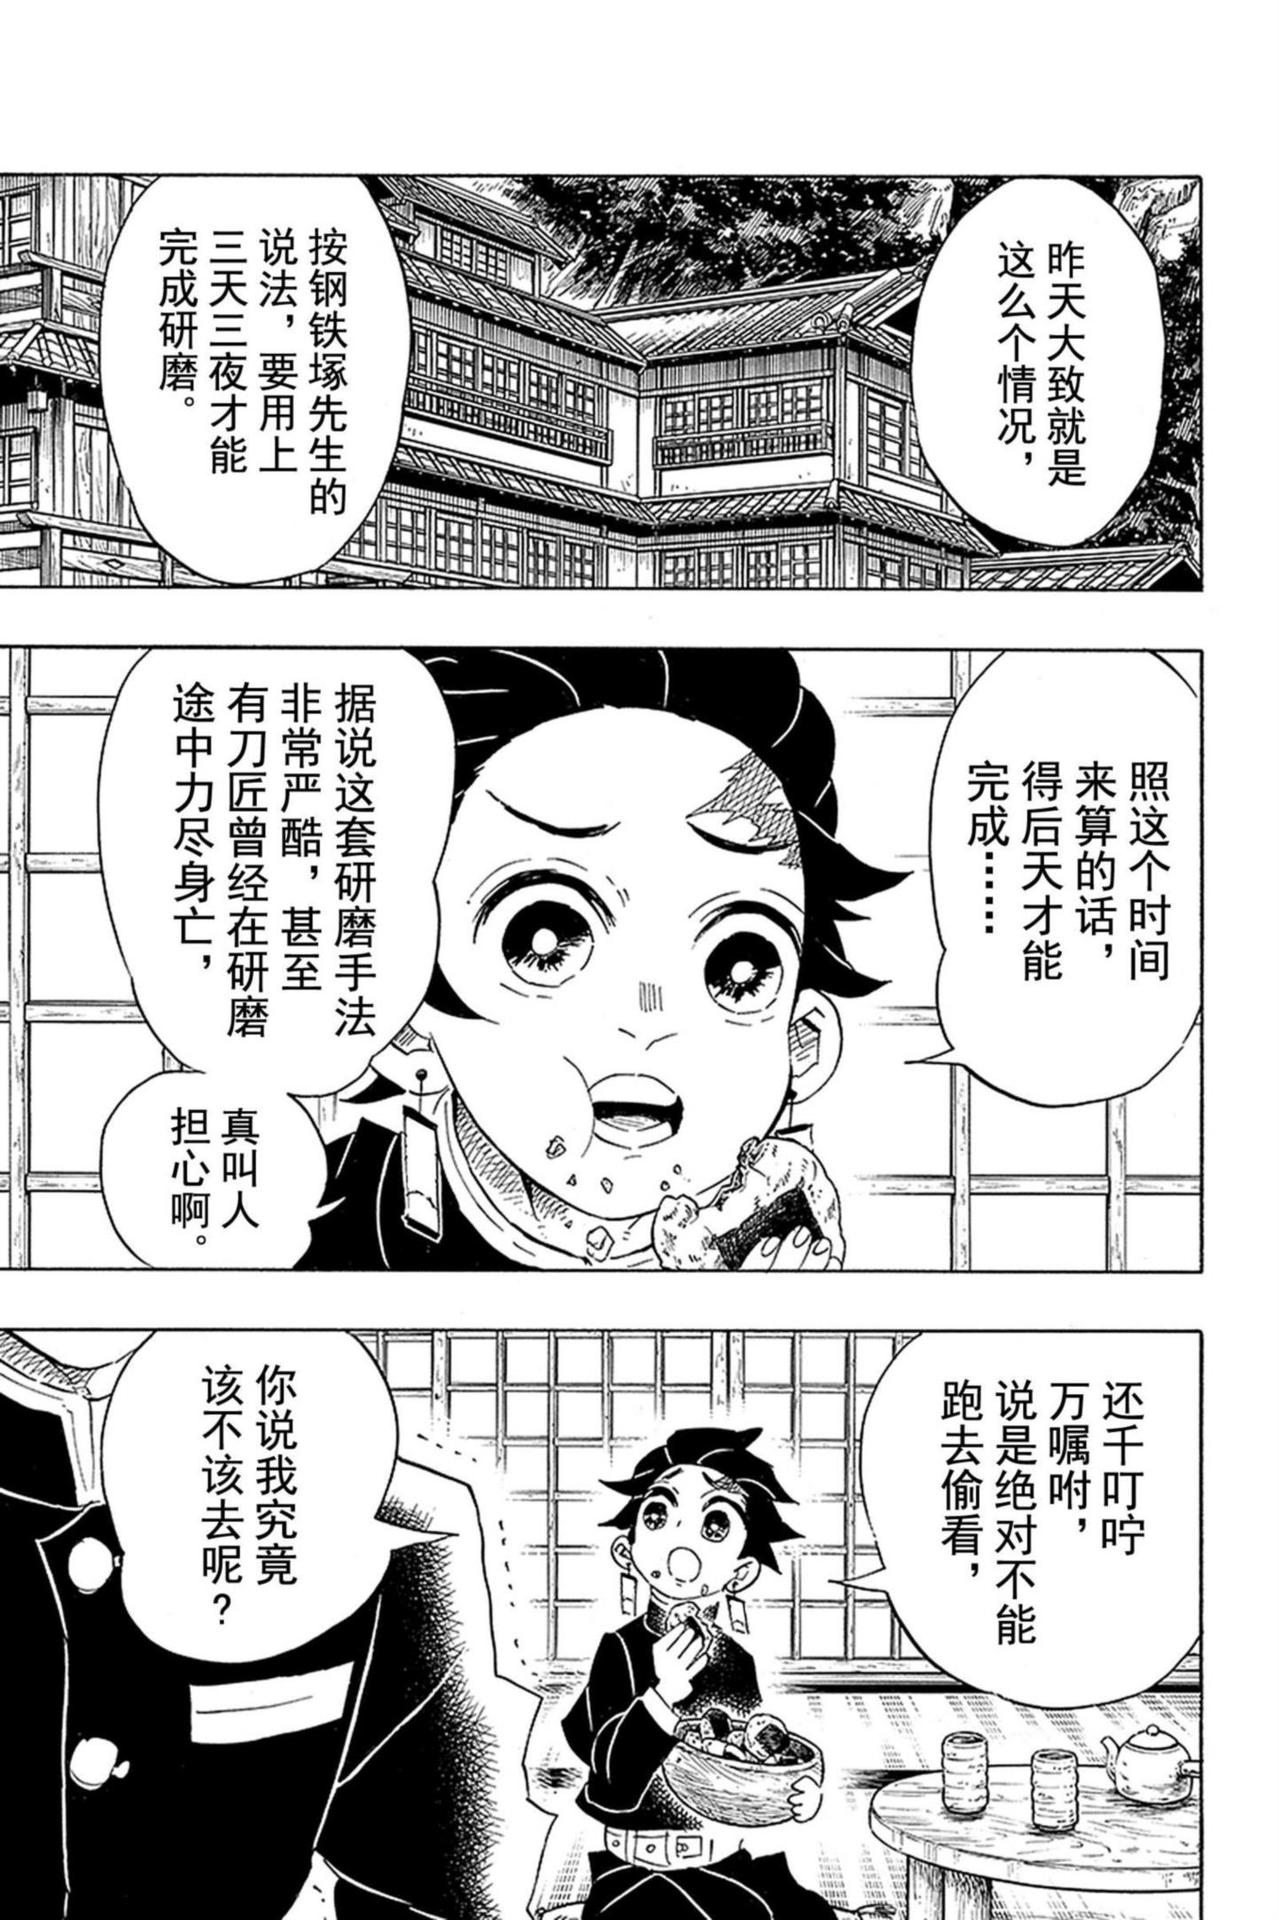 昨天大致就是
这么个情况，
按钢铁塚先生的
说法，要用上
三天三夜才能
完成研磨。
照这个时间
来算的话，
得后天才能
完成……
据说这套研磨手法
非常严酷，甚至
有刀匠曾经在研磨
途中力尽身亡，
真叫人
担心啊。
还千叮咛
万嘱咐，
说是绝对不能
跑去偷看，
你说我究竟
该不该去呢？